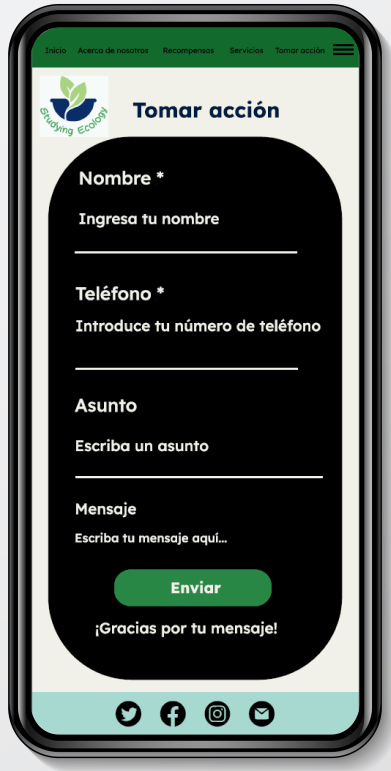 Inicio Acerca de nosotros Recompensas Servicios Tomar acción
Studying Ecology
Tomar acción
Nombre *
Ingresa tu nombre
Teléfono *
Introduce tu número de teléfono
Asunto
Escriba un asunto
Mensaje
Escriba tu mensaje aquí...
Enviar
¡Gracias por tu mensaje!